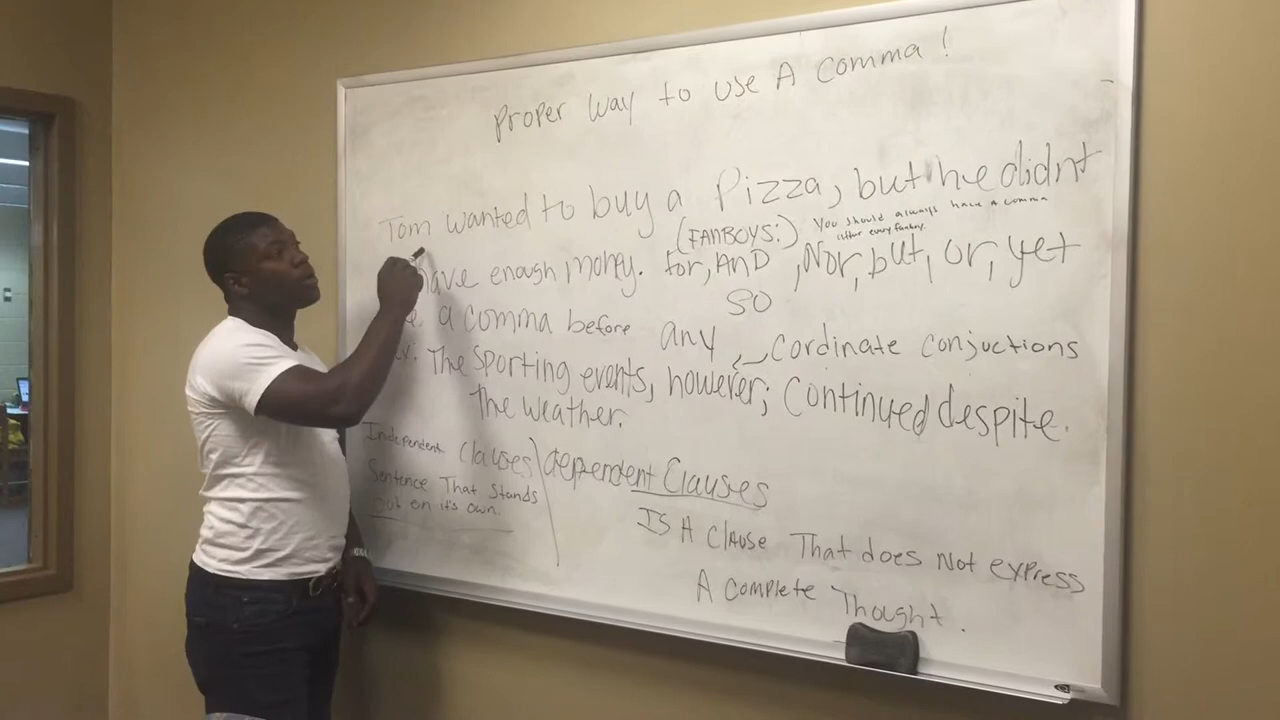 Proper Way to use A Comma!
Tom wanted to buy a Pizza, but he didnt
(FANBOYS:) You should always have a comma
after every fanboy.
have enough money. for, AND, Nor, but, or, yet
so
a comma before any Cordinate conjuctions
The Sporting events, however; Continued despite.
The weather.
Independent Clauses
Sentence That Stands
Out on it's own.
dependent Clauses
Is A Clause That does Not express
A Complete Thought.